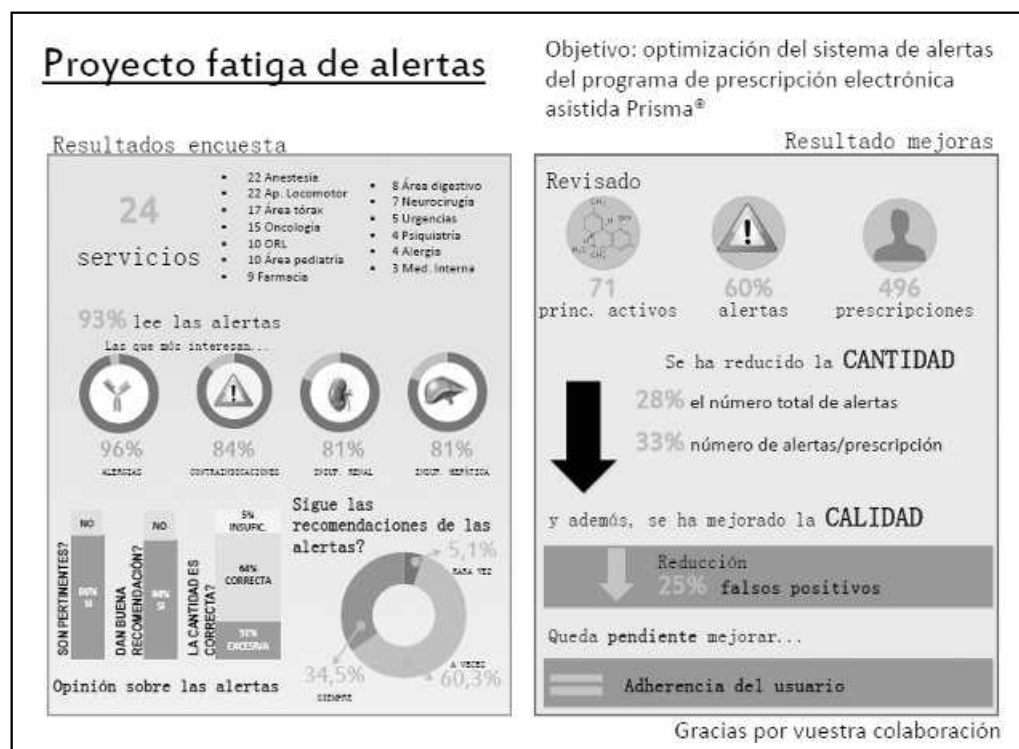 Proyecto fatiga de alertas
Objetivo: optimización del sistema de alertas
del programa de prescripción electrónica
asistida Prisma®
Resultados encuesta
24
servicios
• 22 Anestesia
• 22 Ap. Locomotor
• 17 Área tórax
• 15 Oncología
• 10 ORL
• 10 Área pediatría
• 9 Farmacia
• 8 Área digestivo
• 7 Neurocirugía
• 5 Urgencias
• 4 Psiquiatría
• 4 Alergia
• 3 Med. Interna
93% lee las alertas
Las que más interesan...
96%
ALERGIAS
84%
CONTRAINDICACIONES
81%
INSUF. RENAL
81%
INSUF. HEPÁTICA
SON PERTINENTES?
NO
SI
DAN BUENA
RECOMENDACIÓN?
NO
SI
LA CANTIDAD ES
CORRECTA?
5%
INSUFIC.
64%
CORRECTA
31%
EXCESIVA
Opinión sobre las alertas
Sigue las
recomendaciones de las
alertas?
5,1%
RARA VEZ
A VECES
60,3%
34,5%
SIEMPRE
Resultado mejoras
Revisado
71
princ. activos
60%
alertas
496
prescripciones
Se ha reducido la CANTIDAD
28% el número total de alertas
33% número de alertas/prescripción
y además, se ha mejorado la CALIDAD
Reducción
25% falsos positivos
Queda pendiente mejorar...
Adherencia del usuario
Gracias por vuestra colaboración